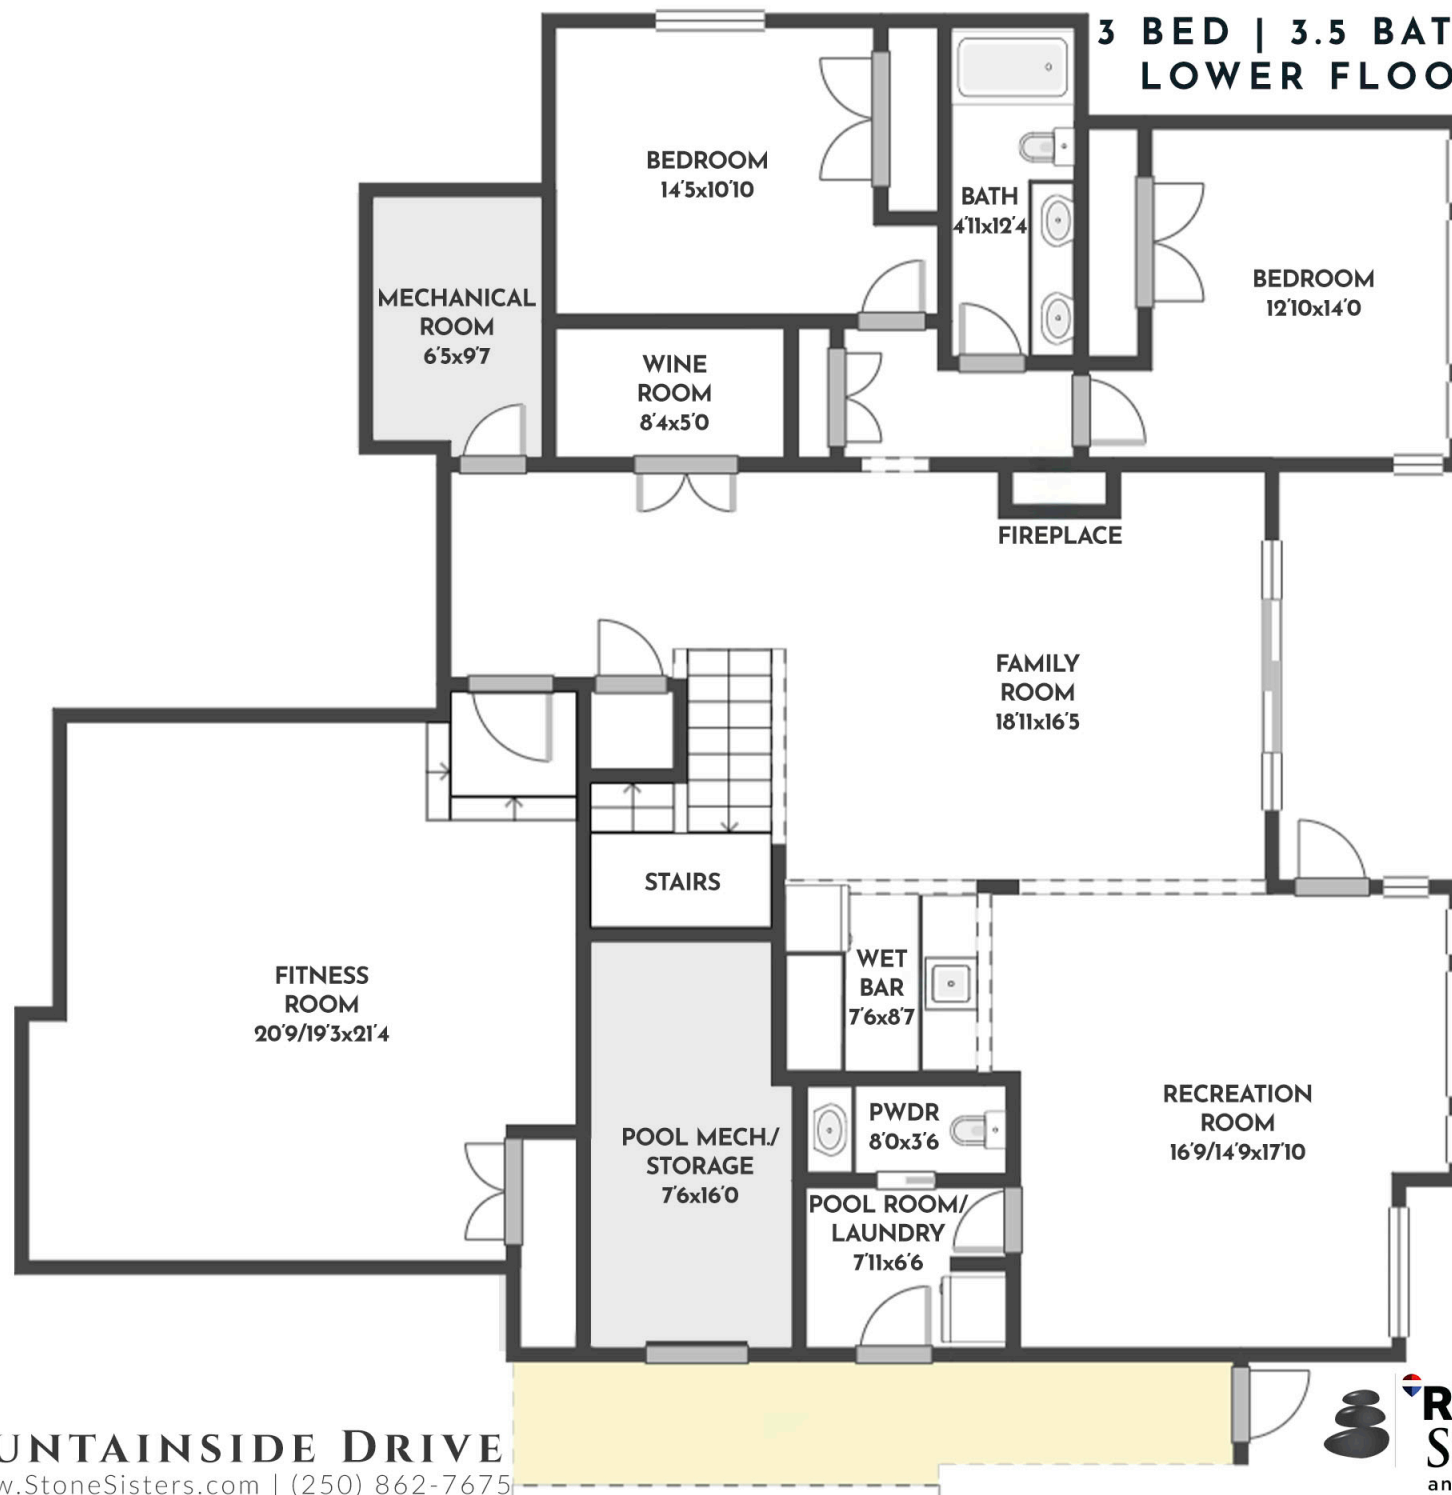 3 BED | 3.5 BAT
LOWER FLOO
BEDROOM
14'5x10'10
BATH
4'11x12'4
BEDROOM
12'10x14'0
MECHANICAL
ROOM
6'5x9'7
WINE
ROOM
8'4x5'0
FIREPLACE
FAMILY
ROOM
18'11x16'5
STAIRS
FITNESS
ROOM
20'9/19'3x21'4
WET
BAR
7'6x8'7
POOL MECH./
STORAGE
7'6x16'0
PWDR
8'0x3'6
RECREATION
ROOM
16'9/14'9x17'10
POOL ROOM/
LAUNDRY
7'11x6'6
UNTAINSIDE DRIVE
w.StoneSisters.com | (250) 862-7675
R
S
an